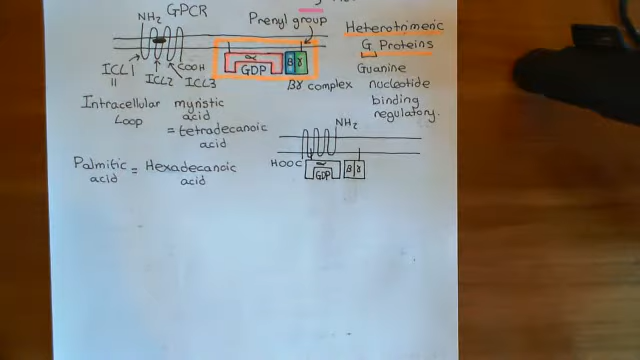 NH2
GPCR
Prenyl group
Heterotrimeric
G Proteins
α
GDP
β γ
COOH
ICL1
ICL2
ICL3
βγ complex
Guanine
nucleotide
binding
regulatory.
II
Intracellular
Loop
myristic
acid
= tetradecanoic
acid
Palmitic
acid
= Hexadecanoic
acid
NH2
HOOC
α
GDP
β γ